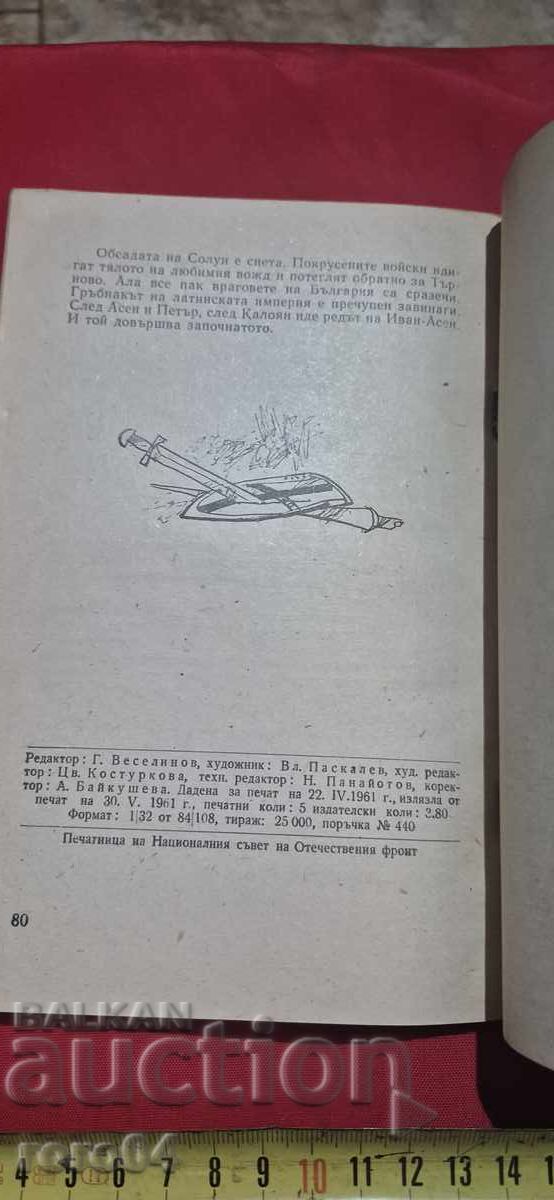 Обсадата на Солун е снета. Покрусените войски вди-
гат тялото на любимия вожд и потеглят обратно за Тър-
ново. Ала все пак враговете на България са сразени.
Гръбнакът на латинската империя е пречупен завинаги.
След Асен и Петър, след Калоян иде редът на Иван-Асен.
И той довършва започнатото.
Редактор: Г. Веселинов, художник: Вл. Паскалев, худ. редак-
тор: Цв. Костуркова, техн. редактор: Н. Панайотов, корек-
тор: А. Байкушева. Дадена за печат на 22. IV.1961 г., излязла от
печат на 30. V. 1961 г., печатни коли: 5 издателски коли: 3.80
Формат: 1|32 от 84|108, тираж: 25 000, поръчка № 440
Печатница на Националния съвет на Отечествения фронт
80
BALKAN
auction
roro64
4 5 6 7 8 9 10 11 12 13 14